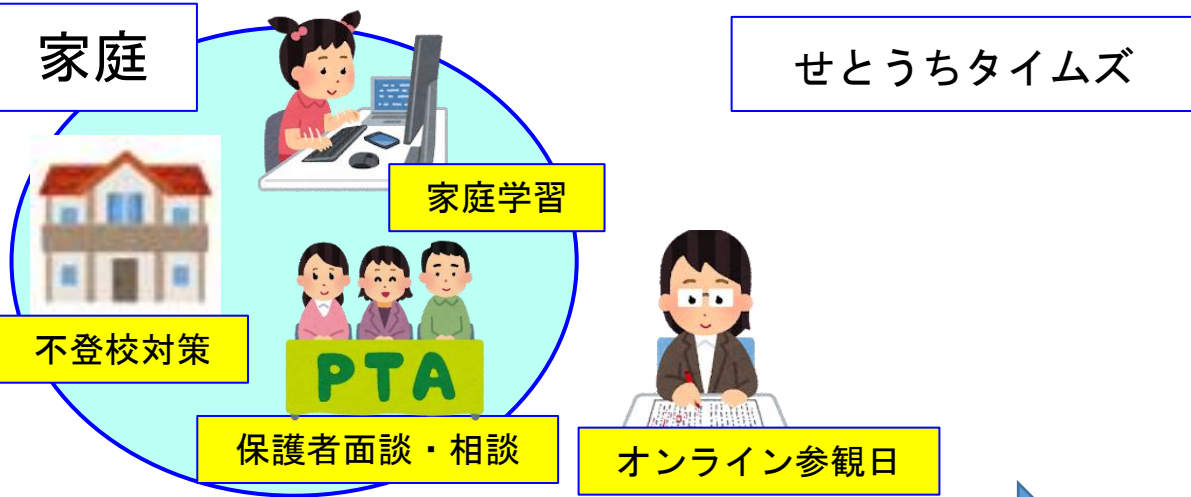 家庭
せとうちタイムズ
家庭学習
不登校対策
PTA
保護者面談・相談
オンライン参観日